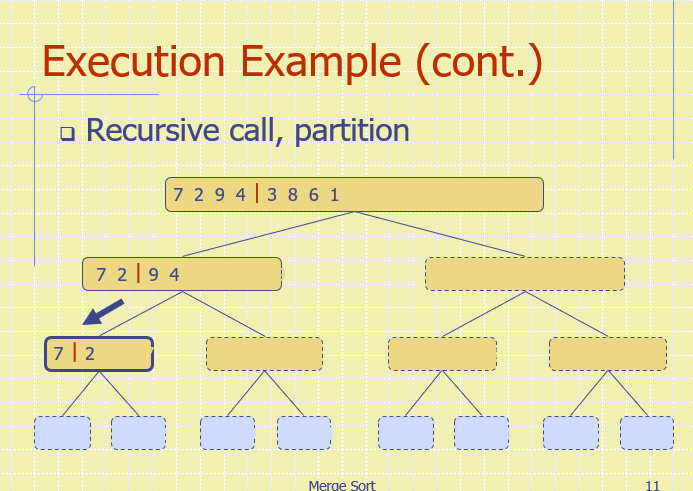 Execution Example (cont.)
❑ Recursive call, partition
7 2 9 4 | 3 8 6 1
7 2 | 9 4
7 | 2
Merge Sort
11